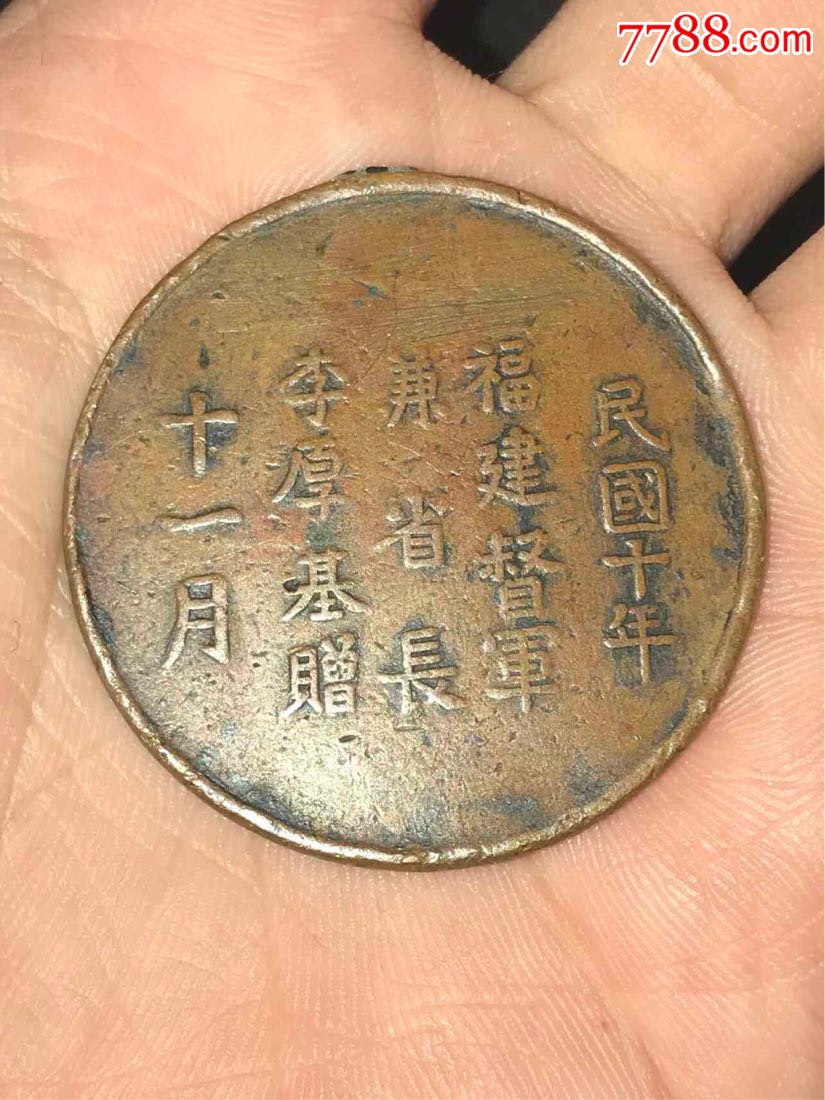 7788.com
民國十年
福建督軍
兼省長
李厚基贈
十一月